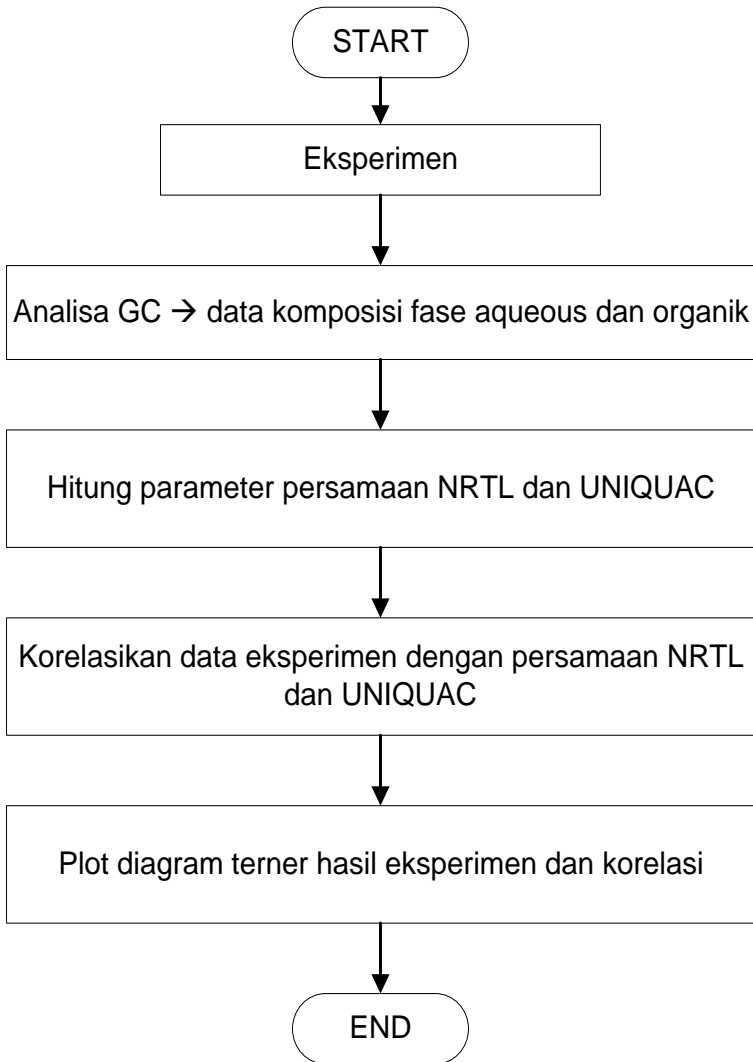 START
Eksperimen
Analisa GC → data komposisi fase aqueous dan organik
Hitung parameter persamaan NRTL dan UNIQUAC
Korelasikan data eksperimen dengan persamaan NRTL
dan UNIQUAC
Plot diagram terner hasil eksperimen dan korelasi
END